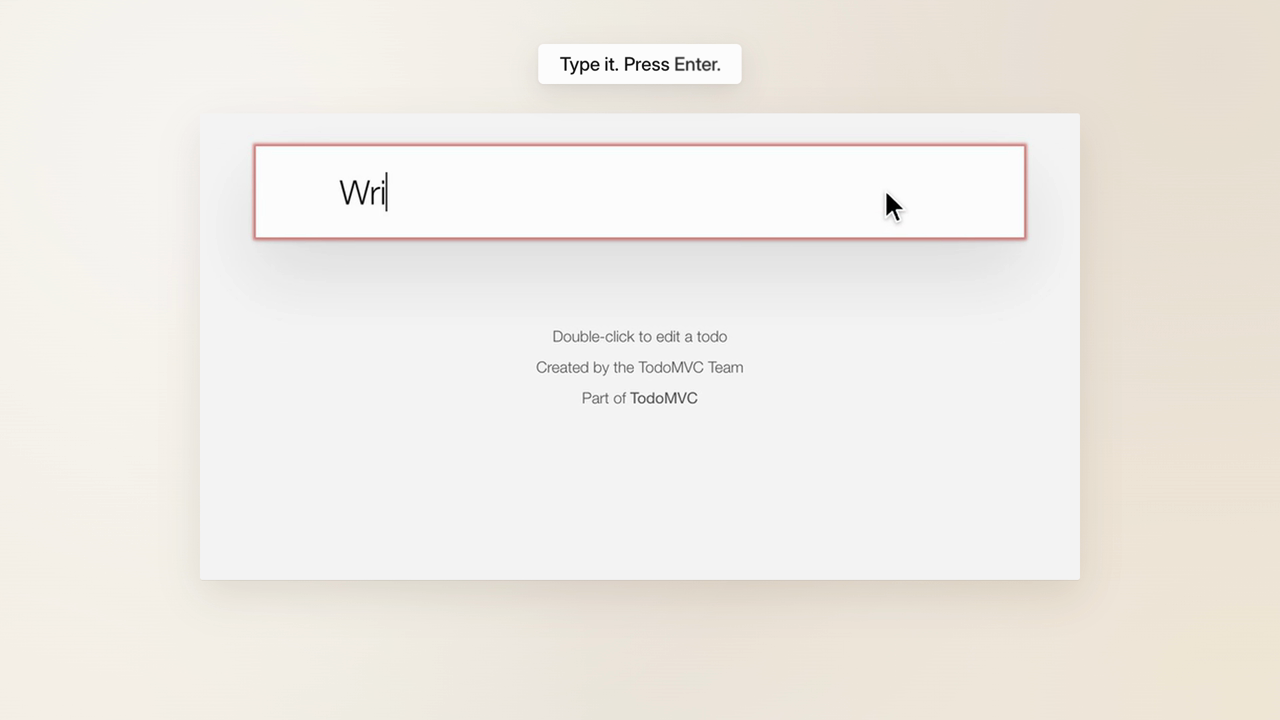 Type it. Press Enter.
Wri
Double-click to edit a todo
Created by the TodoMVC Team
Part of TodoMVC